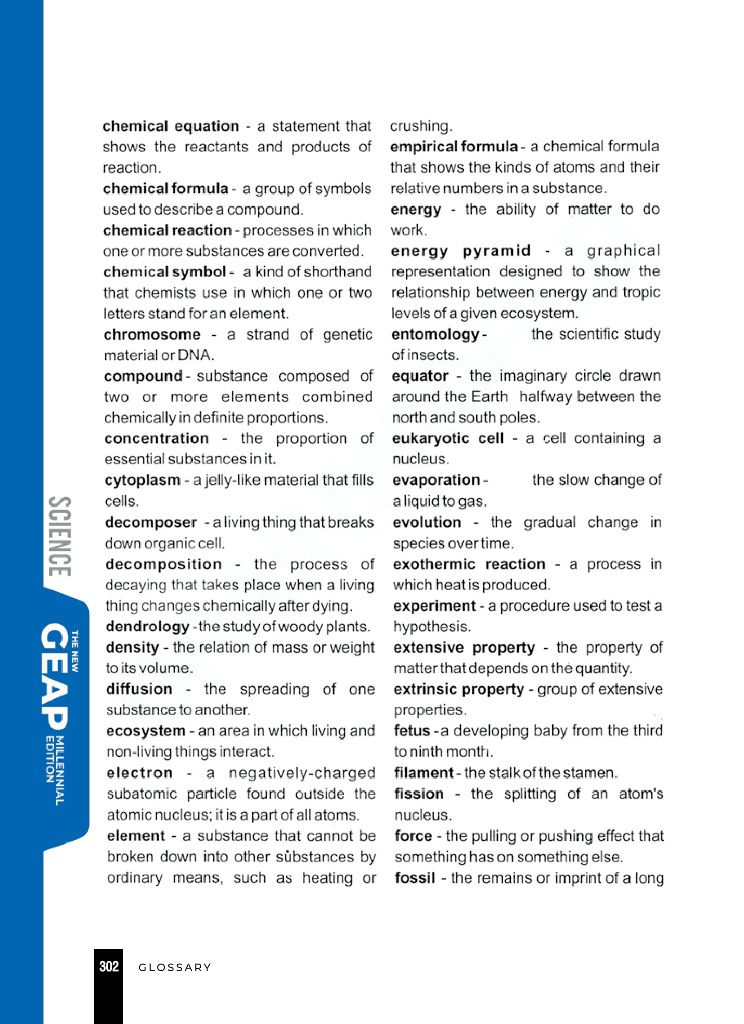 chemical equation - a statement that
shows the reactants and products of
reaction.
chemical formula - a group of symbols
used to describe a compound.
chemical reaction - processes in which
one or more substances are converted.
chemical symbol - a kind of shorthand
that chemists use in which one or two
letters stand for an element.
chromosome - a strand of genetic
material or DNA.
compound - substance composed of
two or more elements combined
chemically in definite proportions.
concentration - the proportion of
essential substances in it.
cytoplasm - a jelly-like material that fills
cells.
decomposer - a living thing that breaks
down organic cell.
decomposition - the process of
decaying that takes place when a living
thing changes chemically after dying.
dendrology - the study of woody plants.
density - the relation of mass or weight
to its volume.
diffusion - the spreading of one
substance to another.
ecosystem - an area in which living and
non-living things interact.
electron - a negatively-charged
subatomic particle found outside the
atomic nucleus; it is a part of all atoms.
element - a substance that cannot be
broken down into other substances by
ordinary means, such as heating or
crushing.
empirical formula - a chemical formula
that shows the kinds of atoms and their
relative numbers in a substance.
energy - the ability of matter to do
work.
energy pyramid - a graphical
representation designed to show the
relationship between energy and tropic
levels of a given ecosystem.
entomology - the scientific study
of insects.
equator - the imaginary circle drawn
around the Earth halfway between the
north and south poles.
eukaryotic cell - a cell containing a
nucleus.
evaporation - the slow change of
a liquid to gas.
evolution - the gradual change in
species over time.
exothermic reaction - a process in
which heat is produced.
experiment - a procedure used to test a
hypothesis.
extensive property - the property of
matter that depends on the quantity.
extrinsic property - group of extensive
properties.
fetus - a developing baby from the third
to ninth month.
filament - the stalk of the stamen.
fission - the splitting of an atom's
nucleus.
force - the pulling or pushing effect that
something has on something else.
fossil - the remains or imprint of a long
SCIENCE
THE NEW
GEAP
MILLENNIAL
EDITION
302 GLOSSARY